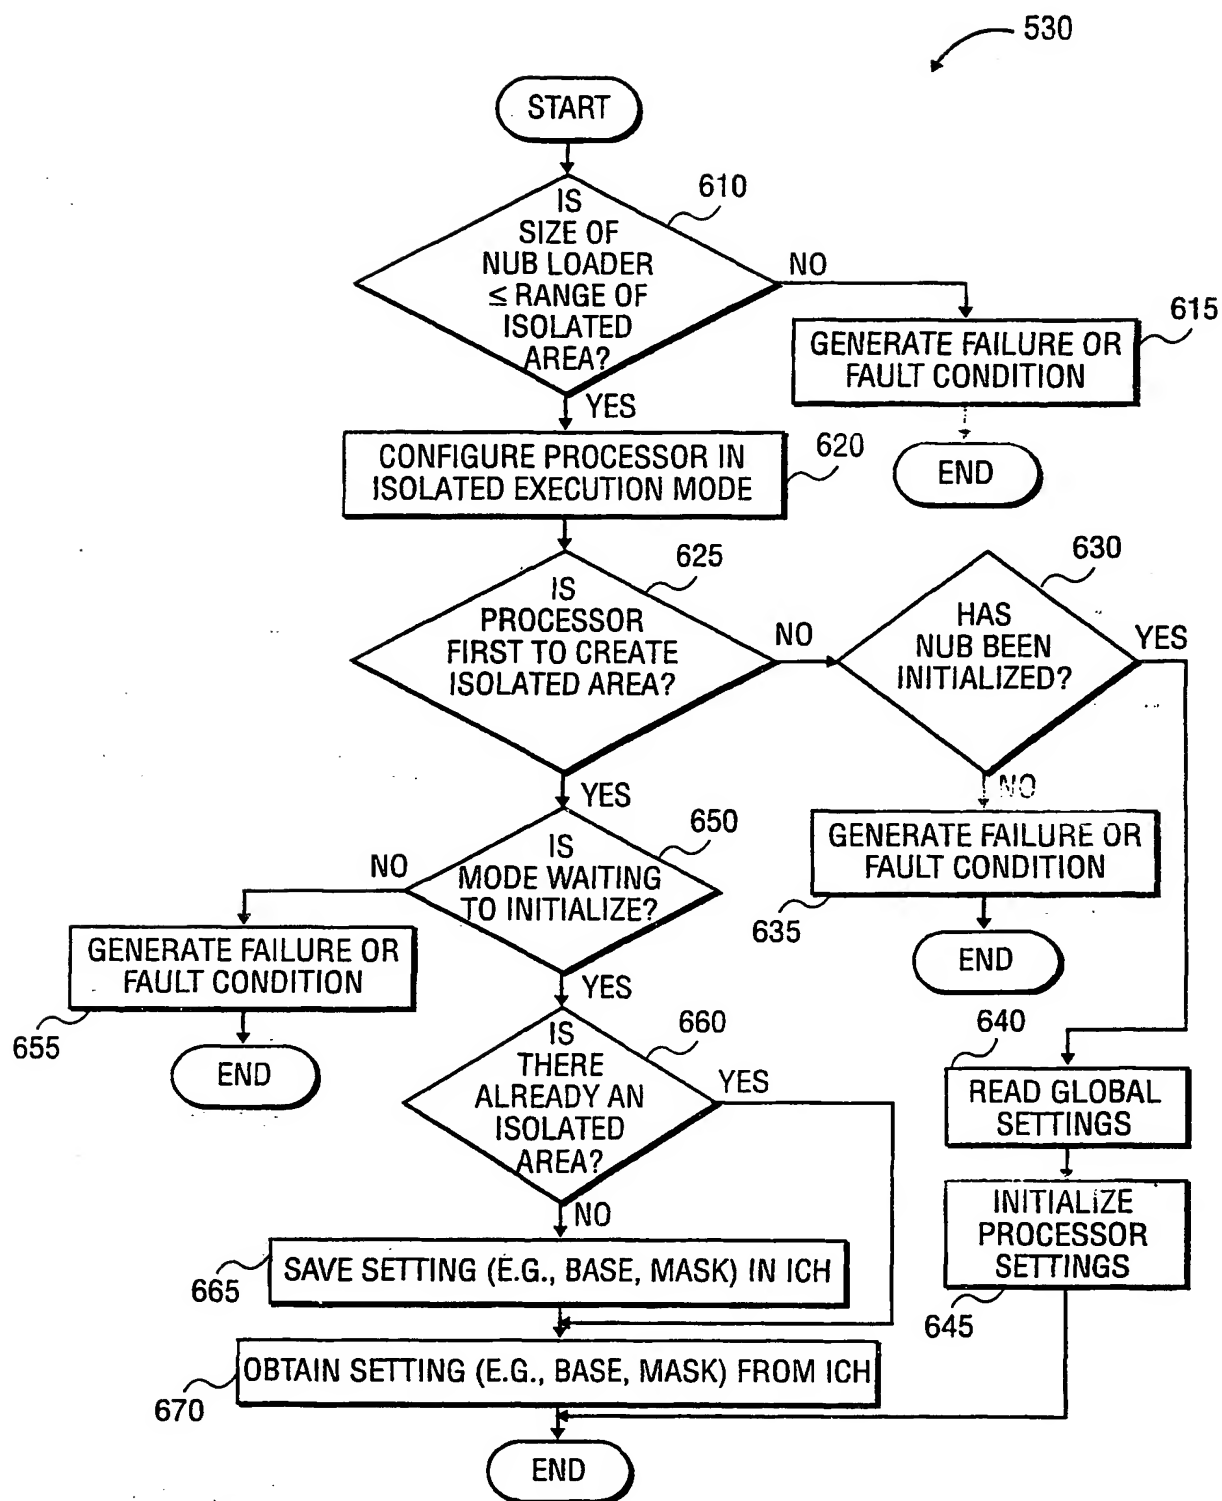 530
START
610
IS
SIZE OF
NUB LOADER
≤ RANGE OF
ISOLATED
AREA?
NO
615
GENERATE FAILURE OR
FAULT CONDITION
END
YES
CONFIGURE PROCESSOR IN
ISOLATED EXECUTION MODE
620
625
IS
PROCESSOR
FIRST TO CREATE
ISOLATED AREA?
NO
630
HAS
NUB BEEN
INITIALIZED?
YES
NO
GENERATE FAILURE OR
FAULT CONDITION
635
END
YES
650
IS
MODE WAITING
TO INITIALIZE?
NO
GENERATE FAILURE OR
FAULT CONDITION
655
END
YES
660
IS
THERE
ALREADY AN
ISOLATED
AREA?
YES
640
READ GLOBAL
SETTINGS
INITIALIZE
PROCESSOR
SETTINGS
645
NO
SAVE SETTING (E.G., BASE, MASK) IN ICH
665
OBTAIN SETTING (E.G., BASE, MASK) FROM ICH
670
END